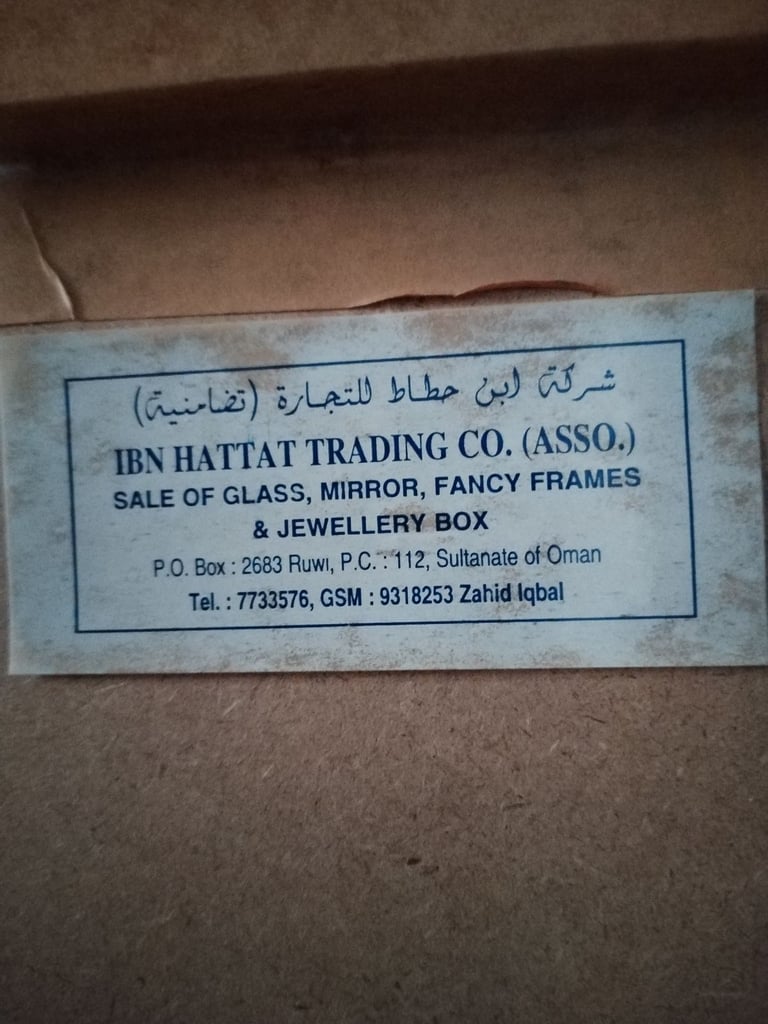 شركة ابن حطاط للتجارة (تضامنية)
IBN HATTAT TRADING CO. (ASSO.)
SALE OF GLASS, MIRROR, FANCY FRAMES
& JEWELLERY BOX
P.O. Box : 2683 Ruwi, P.C. : 112, Sultanate of Oman
Tel. : 7733576, GSM : 9318253 Zahid Iqbal